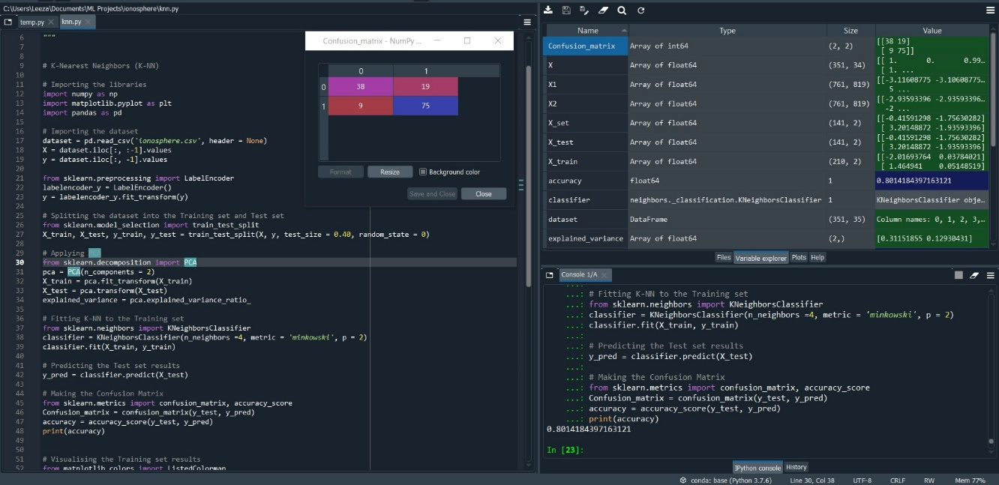 C:\Users\Leeza\Documents\ML Projects\ionosphere\knn.py
temp.py
knn.py
6 """
7
8
9 # K-Nearest Neighbors (K-NN)
10
11 # Importing the libraries
12 import numpy as np
13 import matplotlib.pyplot as plt
14 import pandas as pd
15
16 # Importing the dataset
17 dataset = pd.read_csv('ionosphere.csv', header = None)
18 X = dataset.iloc[:, :-1].values
19 y = dataset.iloc[:, -1].values
20
21 from sklearn.preprocessing import LabelEncoder
22 labelencoder_y = LabelEncoder()
23 y = labelencoder_y.fit_transform(y)
24
25 # Splitting the dataset into the Training set and Test set
26 from sklearn.model_selection import train_test_split
27 X_train, X_test, y_train, y_test = train_test_split(X, y, test_size = 0.40, random_state = 0)
28
29 # Applying
30 from sklearn.decomposition import PCA
31 pca = PCA(n_components = 2)
32 X_train = pca.fit_transform(X_train)
33 X_test = pca.transform(X_test)
34 explained_variance = pca.explained_variance_ratio_
35
36 # Fitting K-NN to the Training set
37 from sklearn.neighbors import KNeighborsClassifier
38 classifier = KNeighborsClassifier(n_neighbors =4, metric = 'minkowski', p = 2)
39 classifier.fit(X_train, y_train)
40
41 # Predicting the Test set results
42 y_pred = classifier.predict(X_test)
43
44 # Making the Confusion Matrix
45 from sklearn.metrics import confusion_matrix, accuracy_score
46 Confusion_matrix = confusion_matrix(y_test, y_pred)
47 accuracy = accuracy_score(y_test, y_pred)
48 print(accuracy)
49
50
51 # Visualising the Training set results
52 from matplotlib.colors import ListedColormap
Confusion_matrix - NumPy ...
0 1
0 38 19
1 9 75
Format Resize Background color
Save and Close Close
Name Type Size Value
Confusion_matrix Array of int64 (2, 2) [[38 19]
[ 9 75]]
X Array of float64 (351, 34) [[ 1. 0. 0.99…
[ 1. ...
X1 Array of float64 (761, 819) [[-3.11608775 -3.10608775…
5 ...
X2 Array of float64 (761, 819) [[-2.93593396 -2.93593396…
-2 ...
X_set Array of float64 (141, 2) [[-0.41591298 -1.75630282]
[ 3.20148872 -1.93593396]
X_test Array of float64 (141, 2) [[-0.41591298 -1.75630282]
[ 3.20148872 -1.93593396]
X_train Array of float64 (210, 2) [[-2.01693764 0.03784021]
[ 1.464941 0.05148519]
accuracy float64 1 0.8014184397163121
classifier neighbors._classification.KNeighborsClassifier 1 KNeighborsClassifier obje…
dataset DataFrame (351, 35) Column names: 0, 1, 2, 3,…
explained_variance Array of float64 (2,) [0.31151855 0.12930431]
Files Variable explorer Plots Help
Console 1/A
...: # Fitting K-NN to the Training set
...: from sklearn.neighbors import KNeighborsClassifier
...: classifier = KNeighborsClassifier(n_neighbors =4, metric = 'minkowski', p = 2)
...: classifier.fit(X_train, y_train)
...:
...: # Predicting the Test set results
...: y_pred = classifier.predict(X_test)
...:
...: # Making the Confusion Matrix
...: from sklearn.metrics import confusion_matrix, accuracy_score
...: Confusion_matrix = confusion_matrix(y_test, y_pred)
...: accuracy = accuracy_score(y_test, y_pred)
...: print(accuracy)
0.8014184397163121
In [23]:
IPython console History
conda: base (Python 3.7.6) Line 30, Col 38 UTF-8 CRLF RW Mem 77%